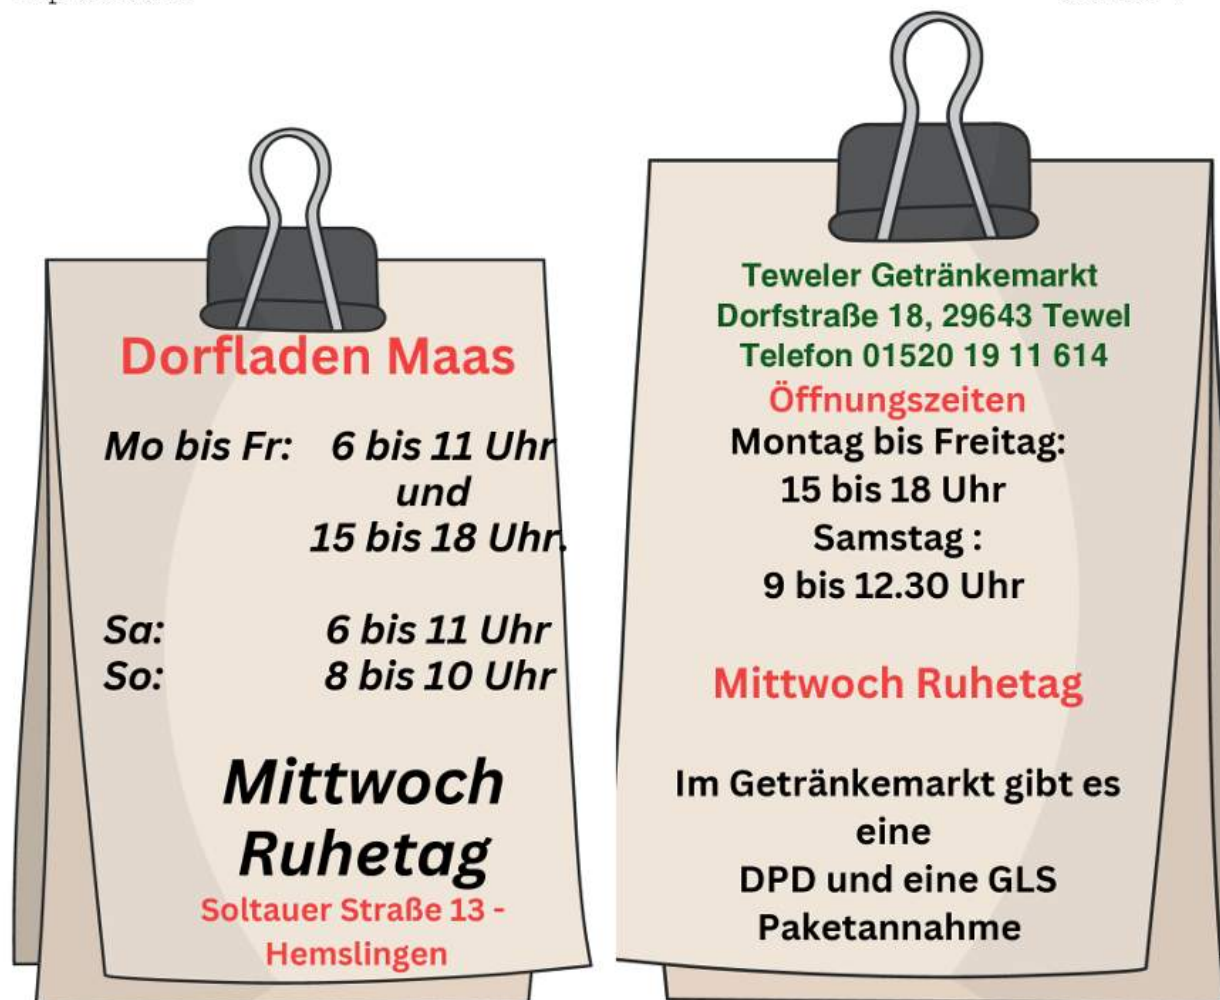 Dorfladen Maas
Mo bis Fr: 6 bis 11 Uhr
und
15 bis 18 Uhr.
Sa: 6 bis 11 Uhr
So: 8 bis 10 Uhr
Mittwoch
Ruhetag
Soltauer Straße 13 -
Hemslingen
Teweler Getränkemarkt
Dorfstraße 18, 29643 Tewel
Telefon 01520 19 11 614
Öffnungszeiten
Montag bis Freitag:
15 bis 18 Uhr
Samstag :
9 bis 12.30 Uhr
Mittwoch Ruhetag
Im Getränkemarkt gibt es
eine
DPD und eine GLS
Paketannahme